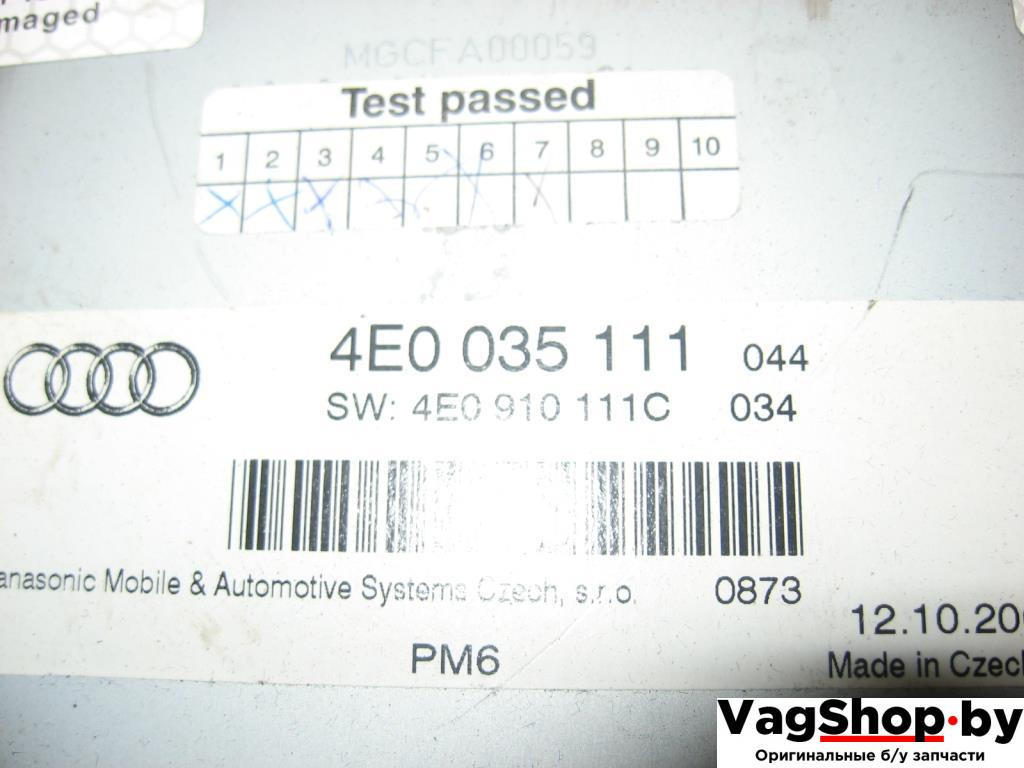 maged
MGCFA00059
Test passed
1 2 3 4 5 6 7 8 9 10
4E0 035 111 044
SW: 4E0 910 111C 034
anasonic Mobile & Automotive Systems Czech, s.r.o. 0873
12.10.20
PM6
Made in Czec
VagShop.by
Оригинальные б/у запчасти